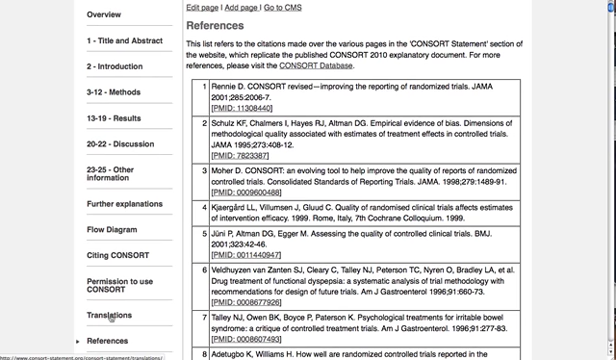 Edit page | Add page | Go to CMS
Overview
1 - Title and Abstract
2 - Introduction
3-12 - Methods
13-19 - Results
20-22 - Discussion
23-25 - Other
information
Further explanations
Flow Diagram
Citing CONSORT
Permission to use
CONSORT
Translations
References
References
This list refers to the citations made over the various pages in the 'CONSORT Statement' section of
the website, which replicate the published CONSORT 2010 explanatory document. For more
references, please visit the CONSORT Database.
1 Rennie D. CONSORT revised—improving the reporting of randomized trials. JAMA
2001;285:2006-7.
[PMID: 11308440]
2 Schulz KF, Chalmers I, Hayes RJ, Altman DG. Empirical evidence of bias. Dimensions of
methodological quality associated with estimates of treatment effects in controlled trials.
JAMA 1995;273:408-12.
[PMID: 7823387]
3 Moher D. CONSORT: an evolving tool to help improve the quality of reports of randomized
controlled trials. Consolidated Standards of Reporting Trials. JAMA. 1998;279:1489-91.
[PMID: 0009600488]
4 Kjaergård LL, Villumsen J, Gluud C. Quality of randomised clinical trials affects estimates
of intervention efficacy. 1999. Rome, Italy, 7th Cochrane Colloquium. 1999.
5 Jüni P, Altman DG, Egger M. Assessing the quality of controlled clinical trials. BMJ.
2001;323:42-46.
[PMID: 0011440947]
6 Veldhuyzen van Zanten SJ, Cleary C, Talley NJ, Peterson TC, Nyren O, Bradley LA, et al.
Drug treatment of functional dyspepsia: a systematic analysis of trial methodology with
recommendations for design of future trials. Am J Gastroenterol 1996;91:660-73.
[PMID: 0008677926]
7 Talley NJ, Owen BK, Boyce P, Paterson K. Psychological treatments for irritable bowel
syndrome: a critique of controlled treatment trials. Am J Gastroenterol. 1996;91:277-83.
[PMID: 0008607493]
8 Adetugbo K, Williams H. How well are randomized controlled trials reported in the
http://www.consort-statement.org/consort-statement/translations/